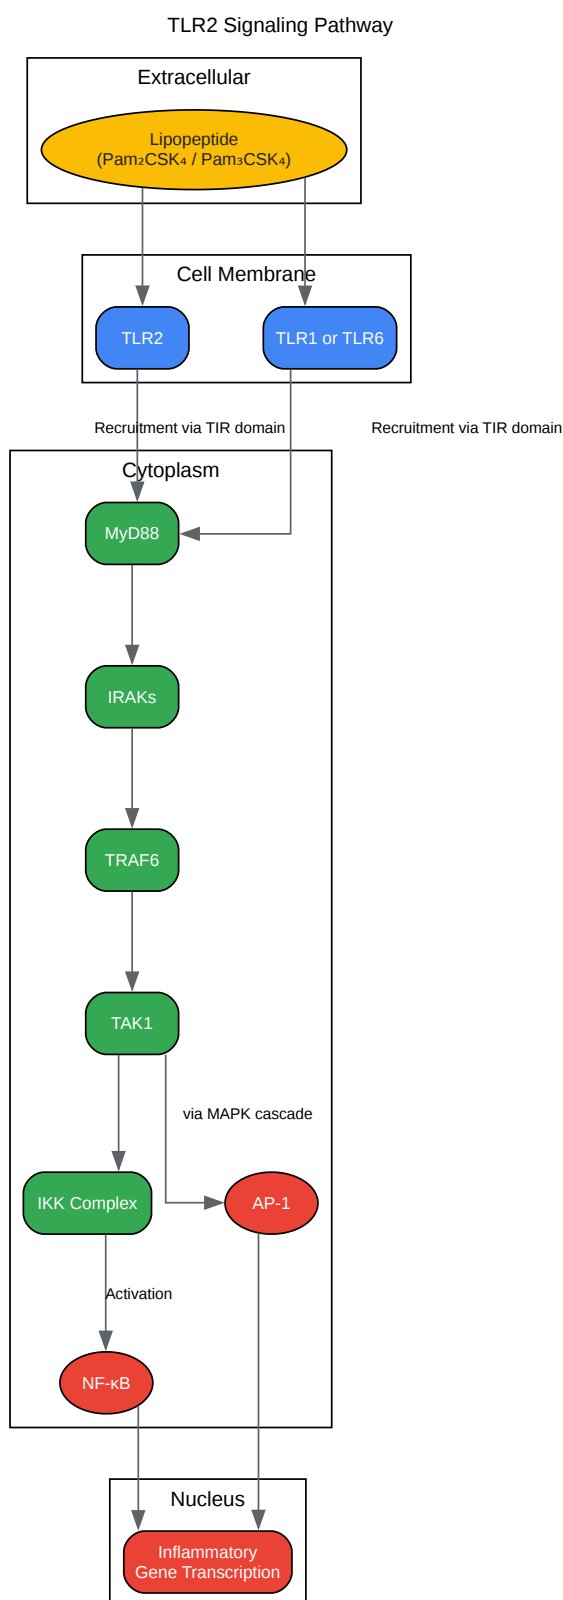 TLR2 Signaling Pathway
Extracellular
Lipopeptide
(Pam₂CSK₄ / Pam₃CSK₄)
Cell Membrane
TLR2
TLR1 or TLR6
Recruitment via TIR domain
Recruitment via TIR domain
Cytoplasm
MyD88
IRAKs
TRAF6
TAK1
via MAPK cascade
IKK Complex
AP-1
Activation
NF-κB
Nucleus
Inflammatory
Gene Transcription